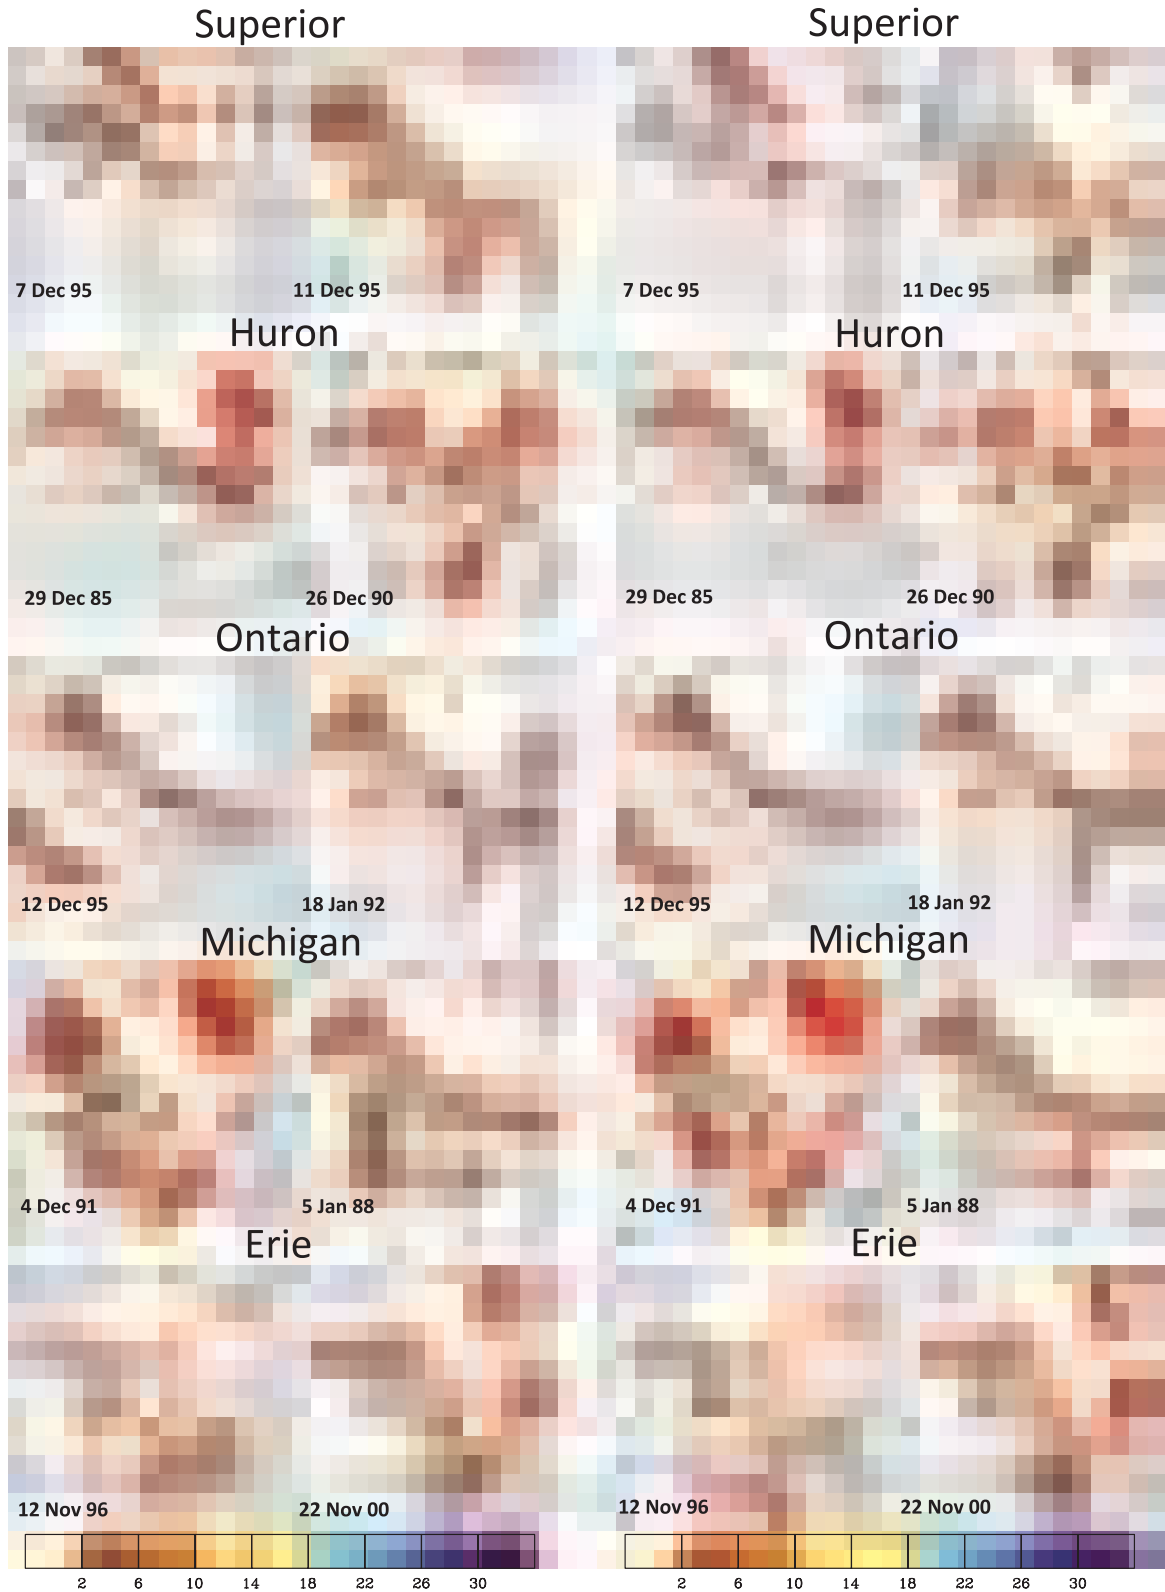 Superior Superior
7 Dec 95 11 Dec 95 7 Dec 95 11 Dec 95
Huron Huron
29 Dec 85 26 Dec 90 29 Dec 85 26 Dec 90
Ontario Ontario
12 Dec 95 18 Jan 92 12 Dec 95 18 Jan 92
Michigan Michigan
4 Dec 91 5 Jan 88 4 Dec 91 5 Jan 88
Erie Erie
12 Nov 96 22 Nov 00 12 Nov 96 22 Nov 00
2 6 10 14 18 22 26 30 2 6 10 14 18 22 26 30